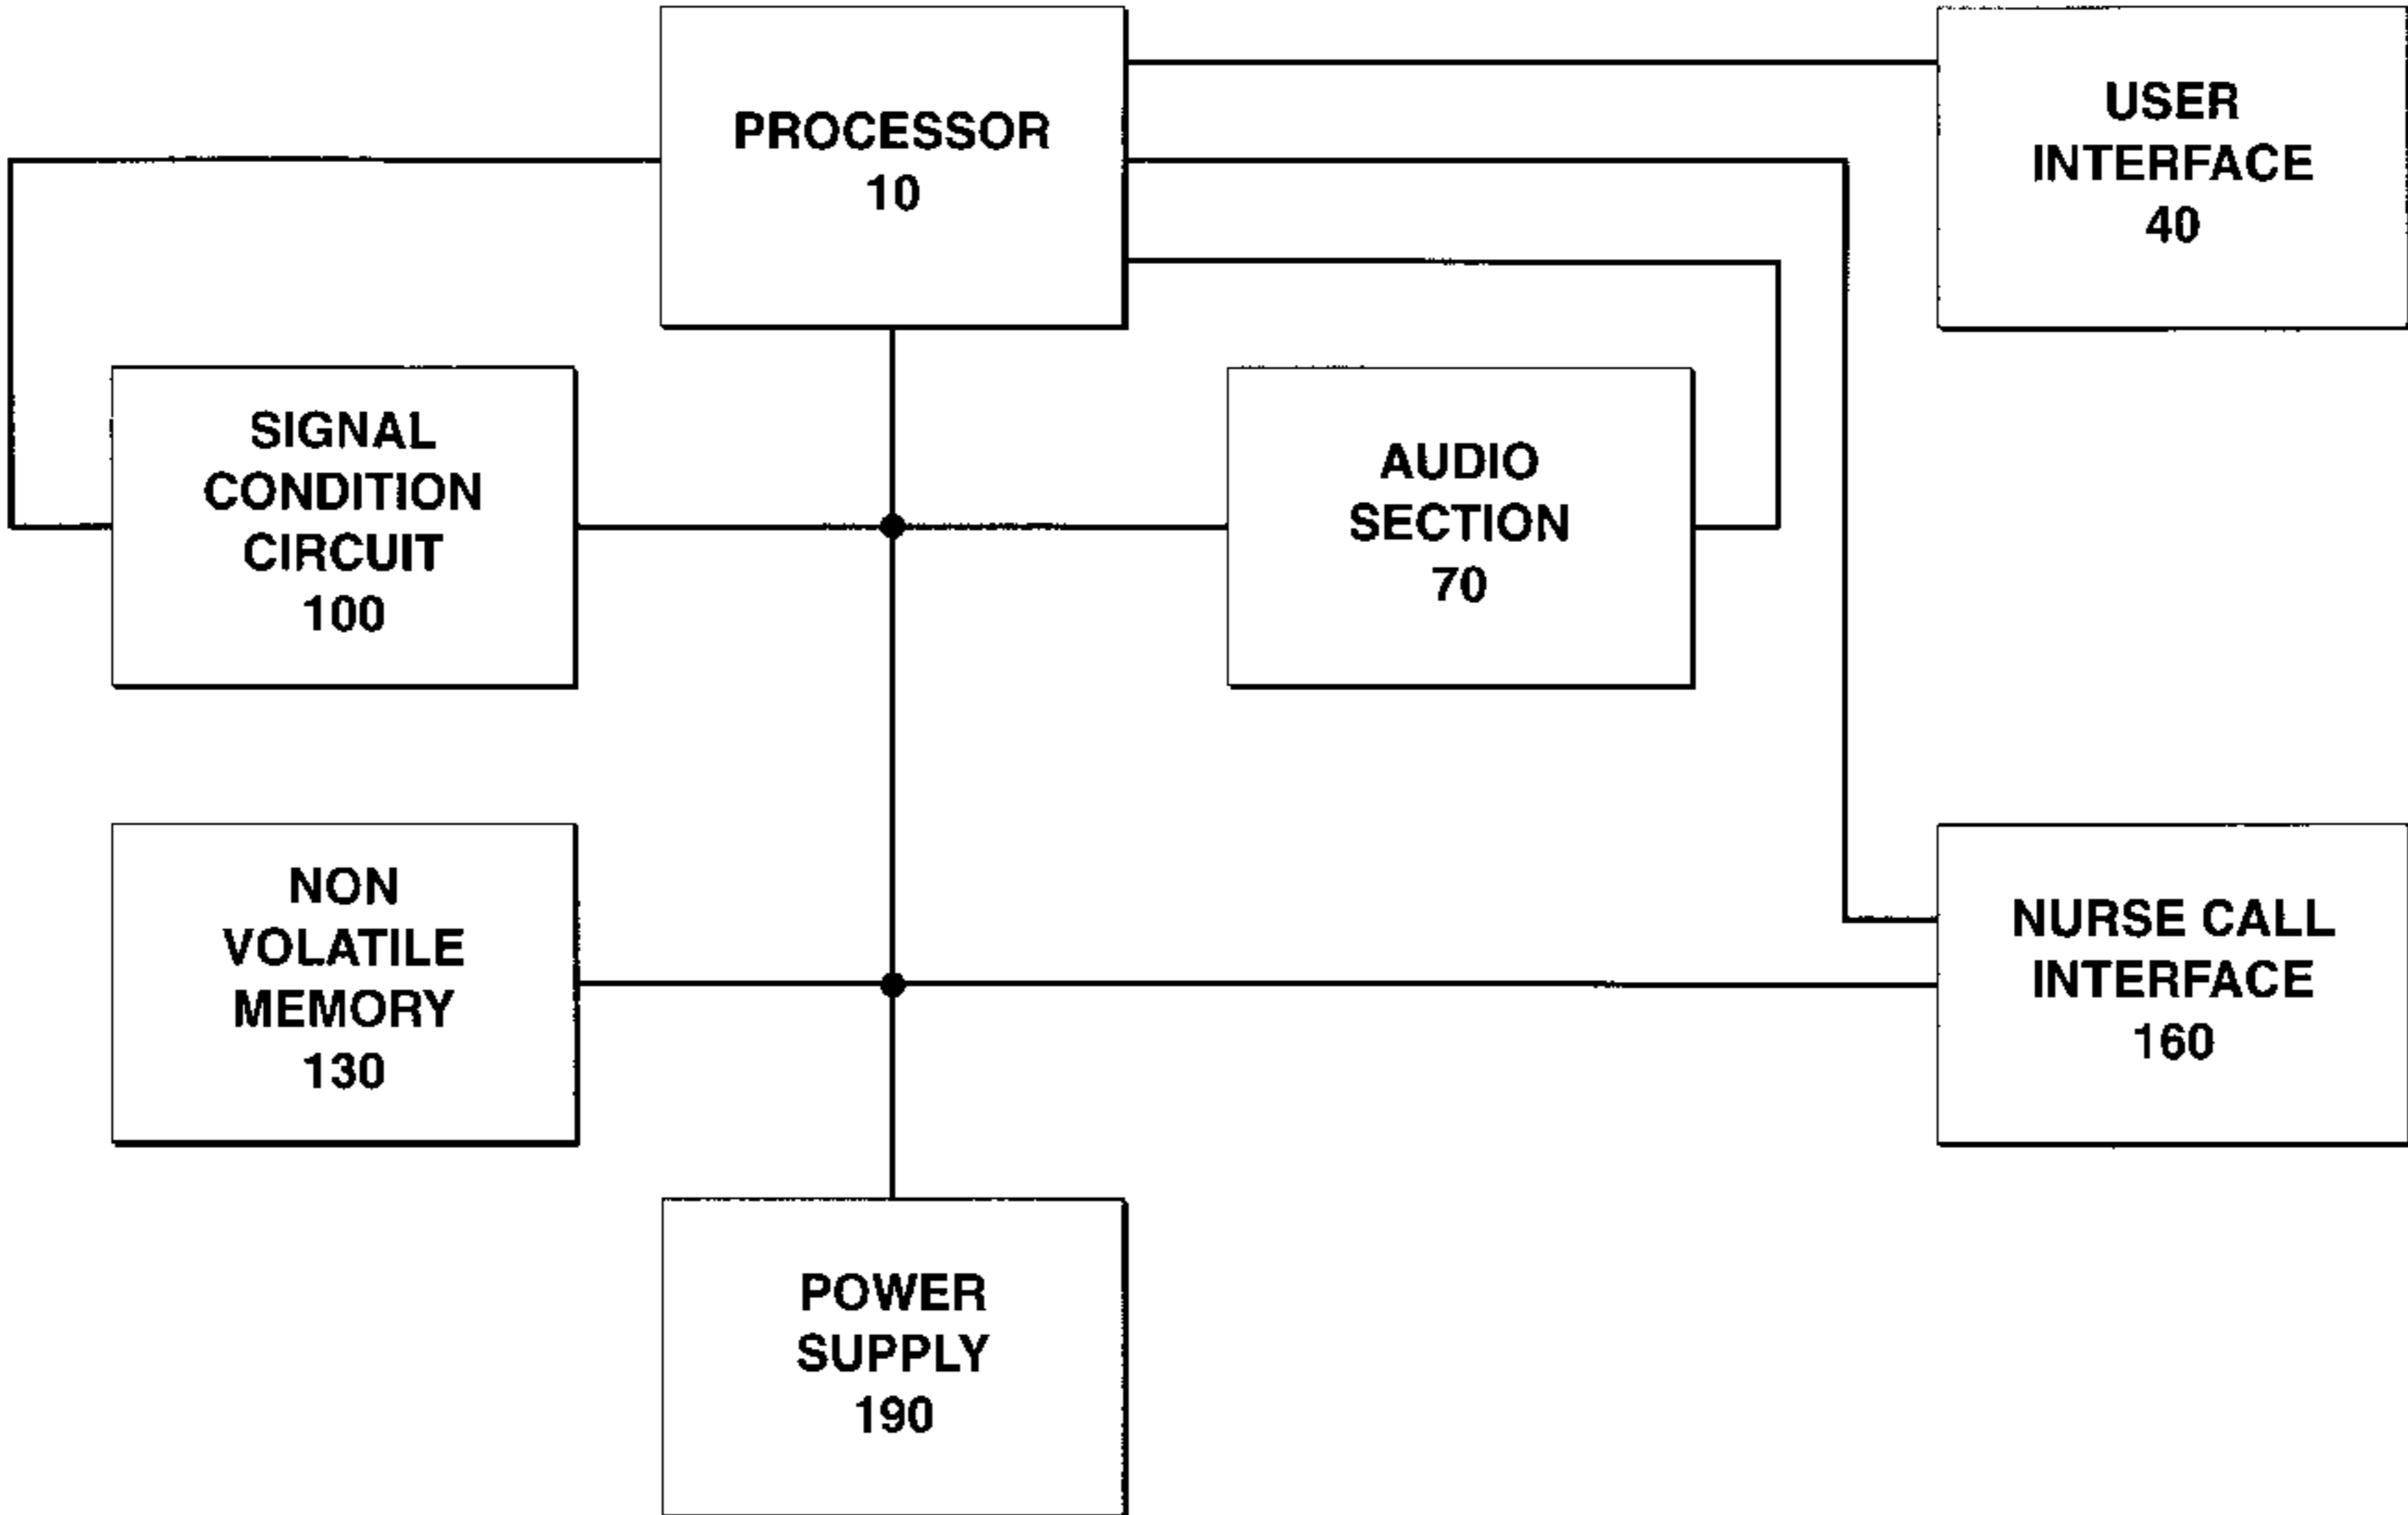 PROCESSOR
10
USER
INTERFACE
40
SIGNAL
CONDITION
CIRCUIT
100
AUDIO
SECTION
70
NON
VOLATILE
MEMORY
130
NURSE CALL
INTERFACE
160
POWER
SUPPLY
190